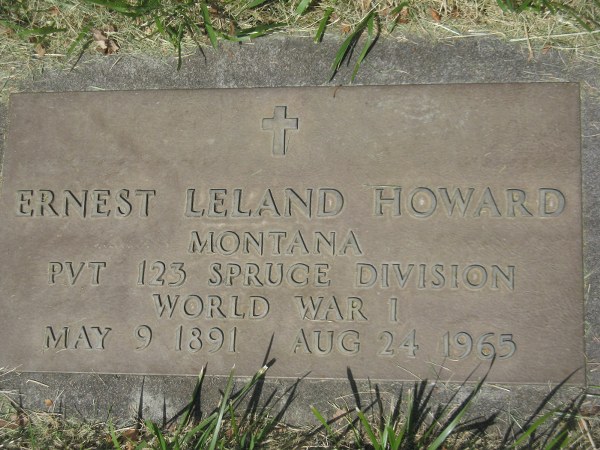 ERNEST LELAND HOWARD
MONTANA
PVT 123 SPRUCE DIVISION
WORLD WAR I
MAY 9 1891 AUG 24 1965